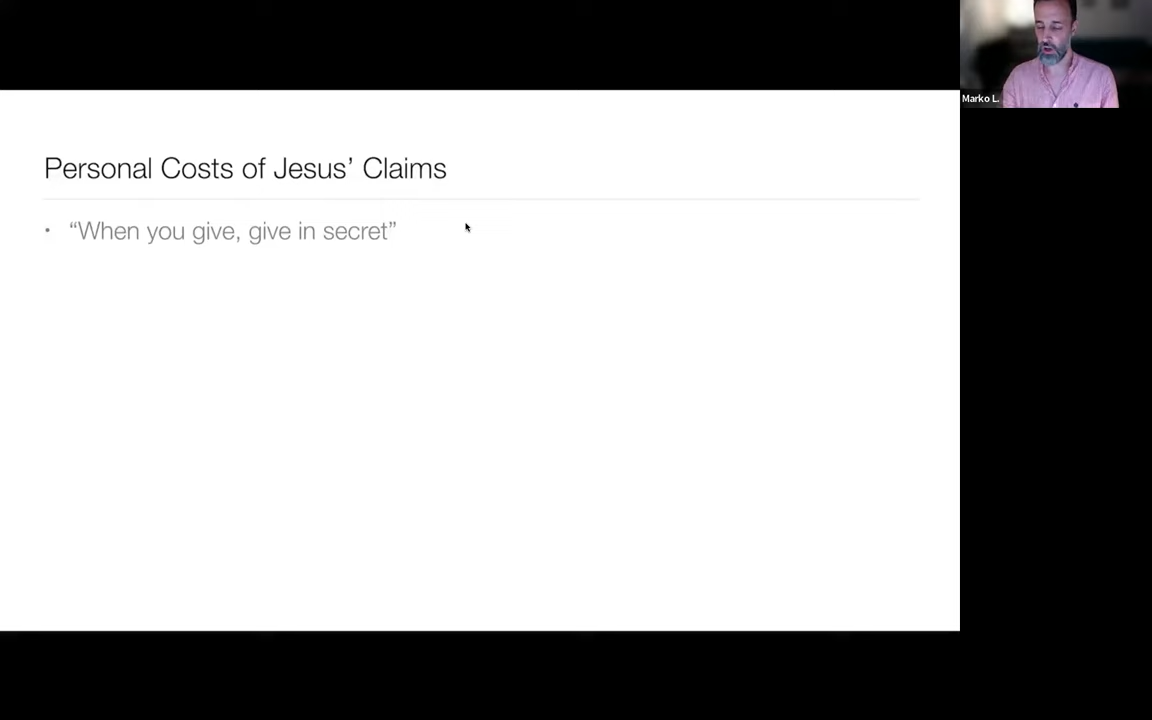 Marko L.
Personal Costs of Jesus’ Claims
• “When you give, give in secret”